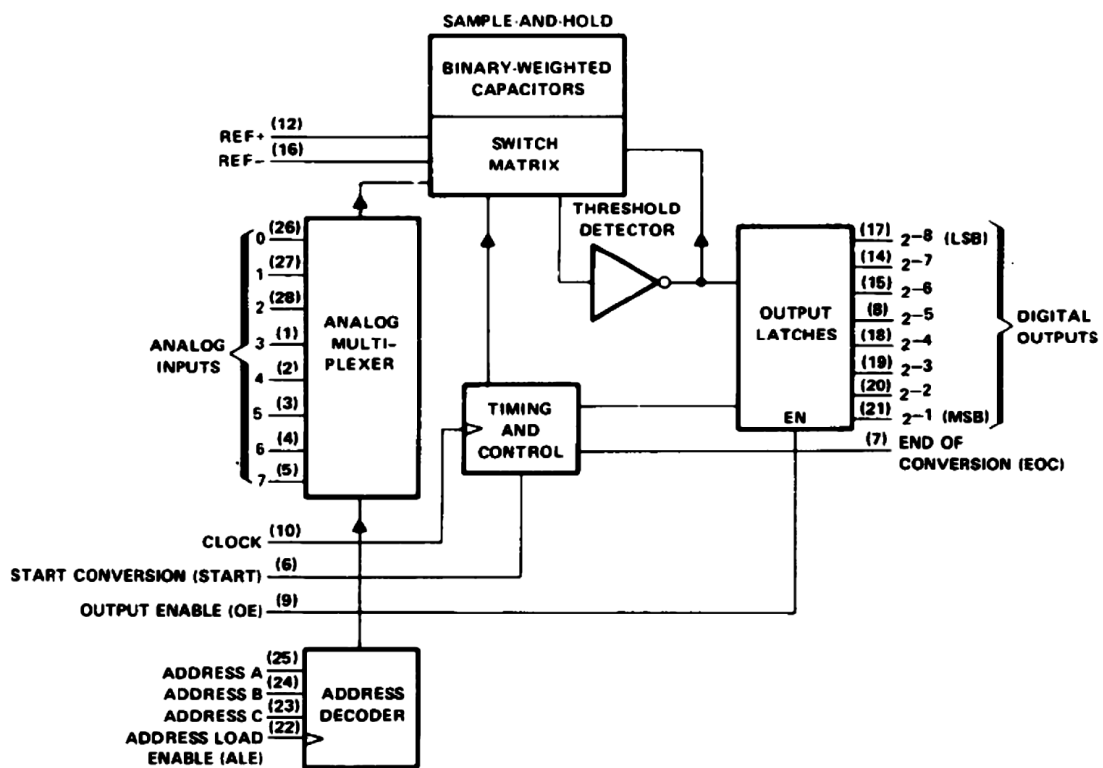 SAMPLE-AND-HOLD
BINARY-WEIGHTED
CAPACITORS
SWITCH
MATRIX
REF+ (12)
REF− (16)
THRESHOLD
DETECTOR
ANALOG
INPUTS
0 (26)
1 (27)
2 (28)
3 (1)
4 (2)
5 (3)
6 (4)
7 (5)
ANALOG
MULTI-
PLEXER
TIMING
AND
CONTROL
OUTPUT
LATCHES
EN
(17) 2−8 (LSB)
(14) 2−7
(15) 2−6
(8) 2−5
(18) 2−4
(19) 2−3
(20) 2−2
(21) 2−1 (MSB)
DIGITAL
OUTPUTS
(7) END OF
CONVERSION (EOC)
CLOCK (10)
START CONVERSION (START) (6)
OUTPUT ENABLE (OE) (9)
ADDRESS A (25)
ADDRESS B (24)
ADDRESS C (23)
ADDRESS LOAD (22)
ENABLE (ALE)
ADDRESS
DECODER